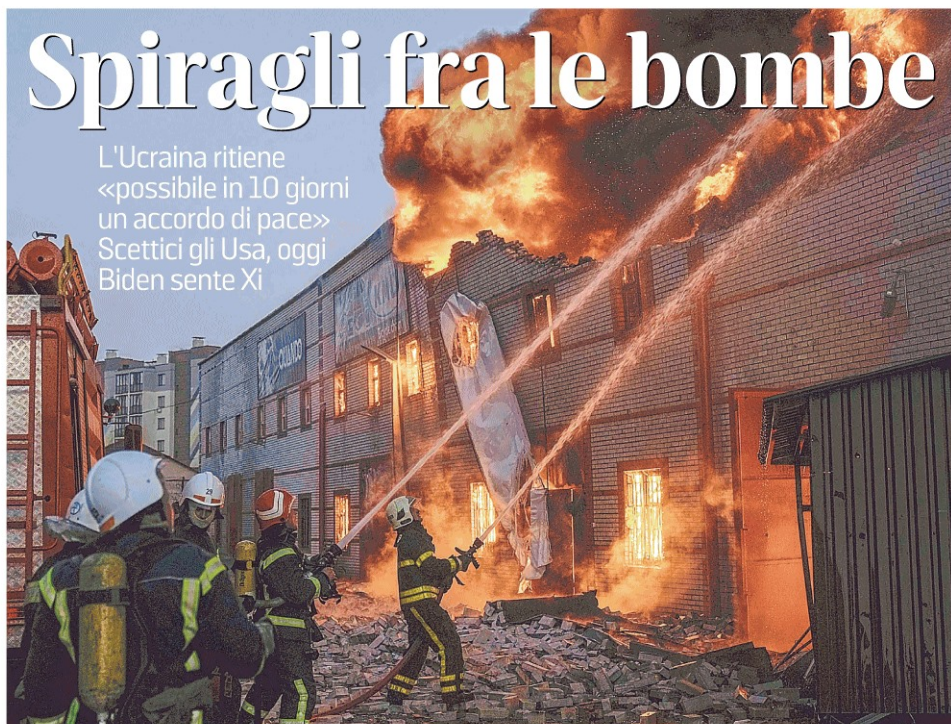 Spiragli fra le bombe
L'Ucraina ritiene
«possibile in 10 giorni
un accordo di pace»
Scettici gli Usa, oggi
Biden sente Xi
29